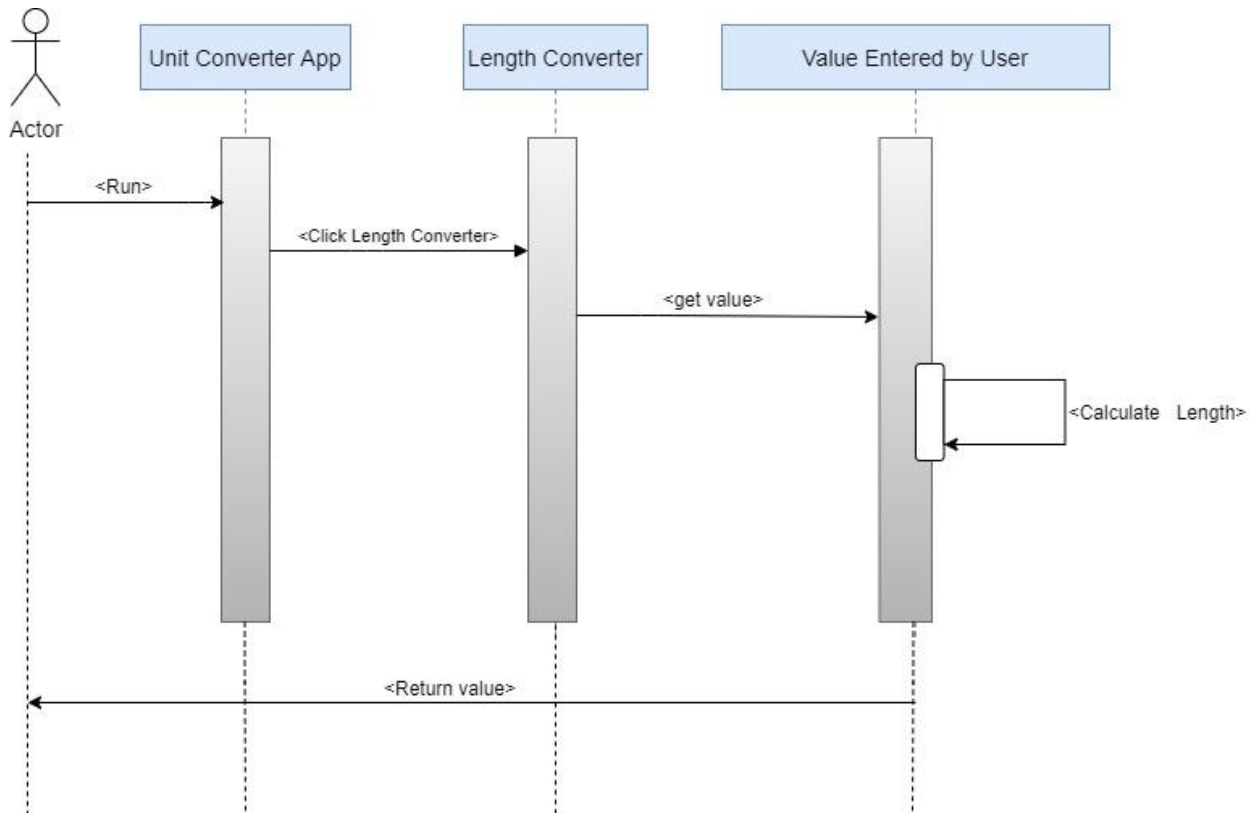 Unit Converter App
Length Converter
Value Entered by User
Actor
<Run>
<Click Length Converter>
<get value>
<Calculate Length>
<Return value>